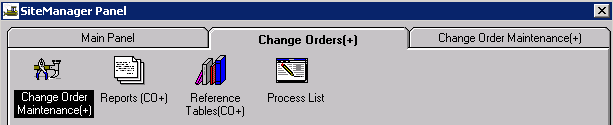 SiteManager Panel
Main Panel
Change Orders(+)
Change Order Maintenance(+)
Change Order Maintenance(+)
Reports (CO+)
Reference Tables(CO+)
Process List